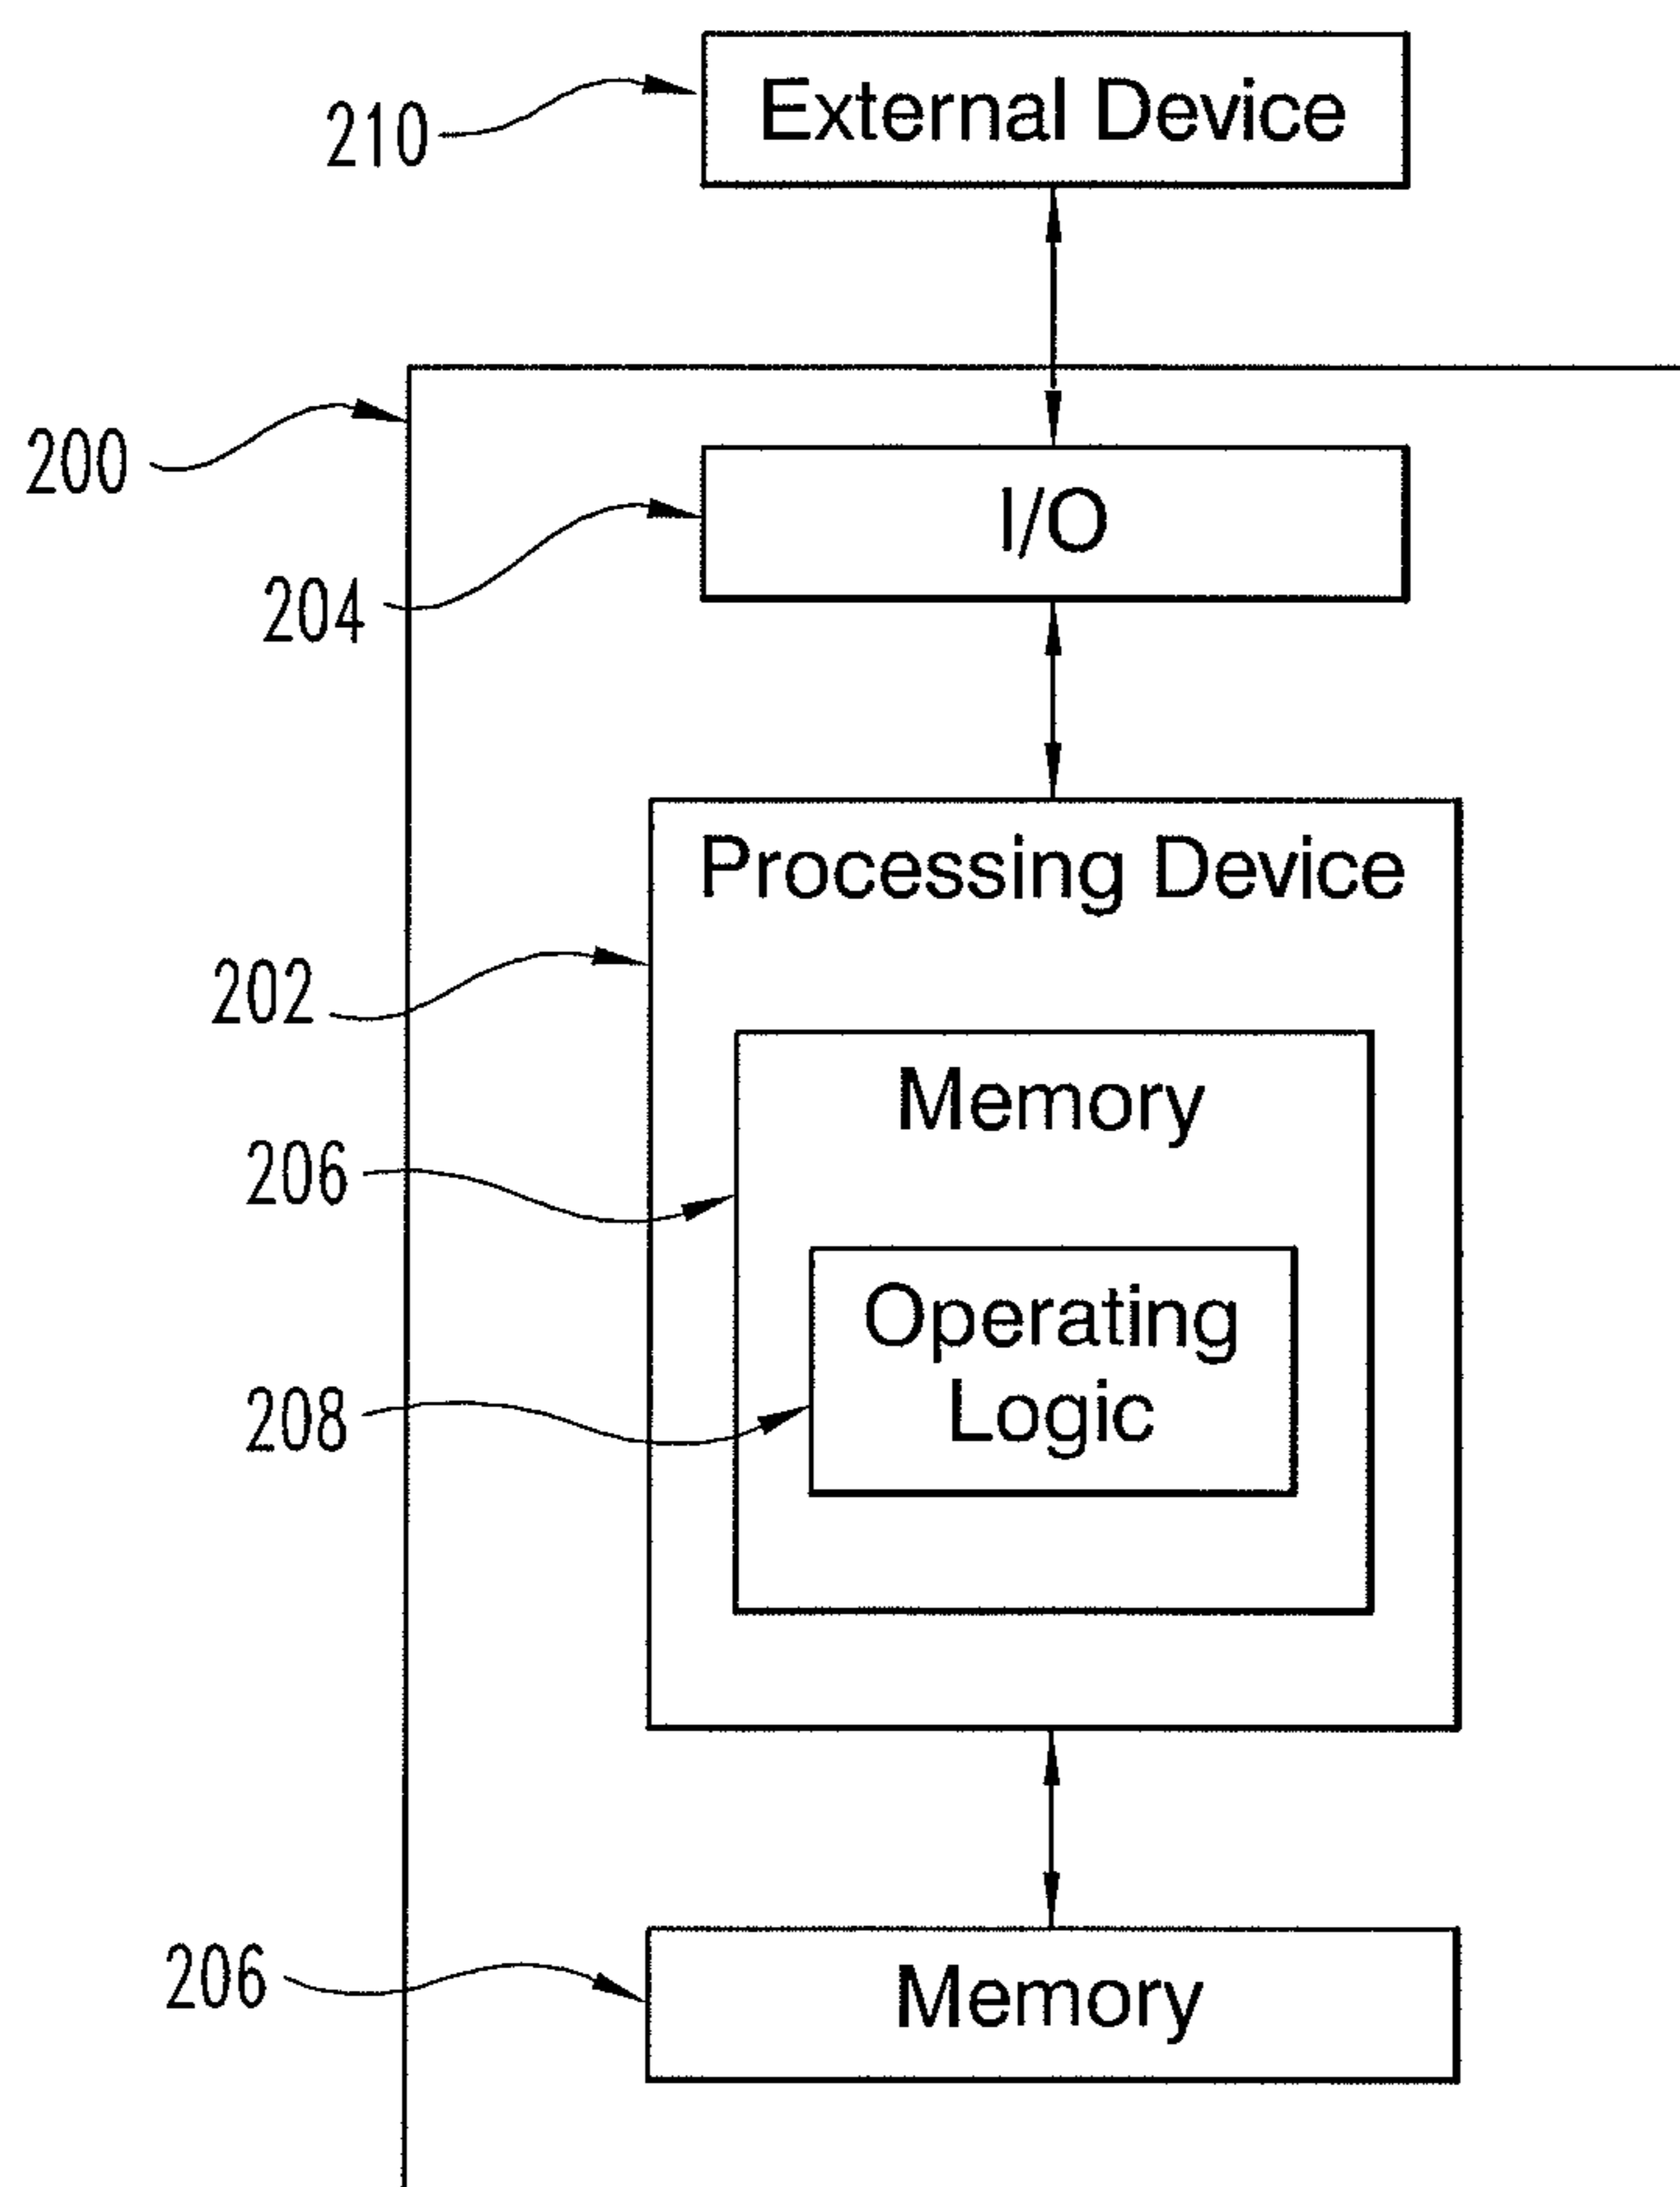 External Device
210
200
I/O
204
Processing Device
202
Memory
206
Operating
Logic
208
206
Memory